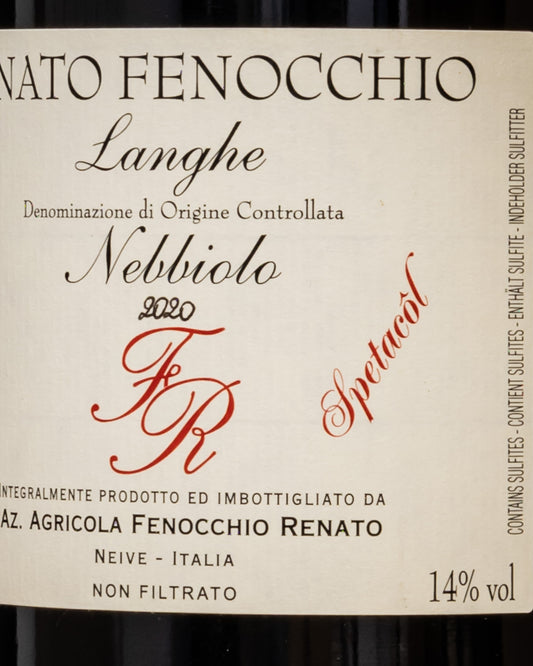 NATO FENOCCHIO
Langhe
Denominazione di Origine Controllata
Nebbiolo
2020
FR
Spetacôl
INTEGRALMENTE PRODOTTO ED IMBOTTIGLIATO DA
AZ. AGRICOLA FENOCCHIO RENATO
NEIVE - ITALIA
NON FILTRATO
14% vol
CONTAINS SULFITES - CONTIENT SULFITES - ENTHÄLT SULFITE - INDEHOLDER SULFITTER